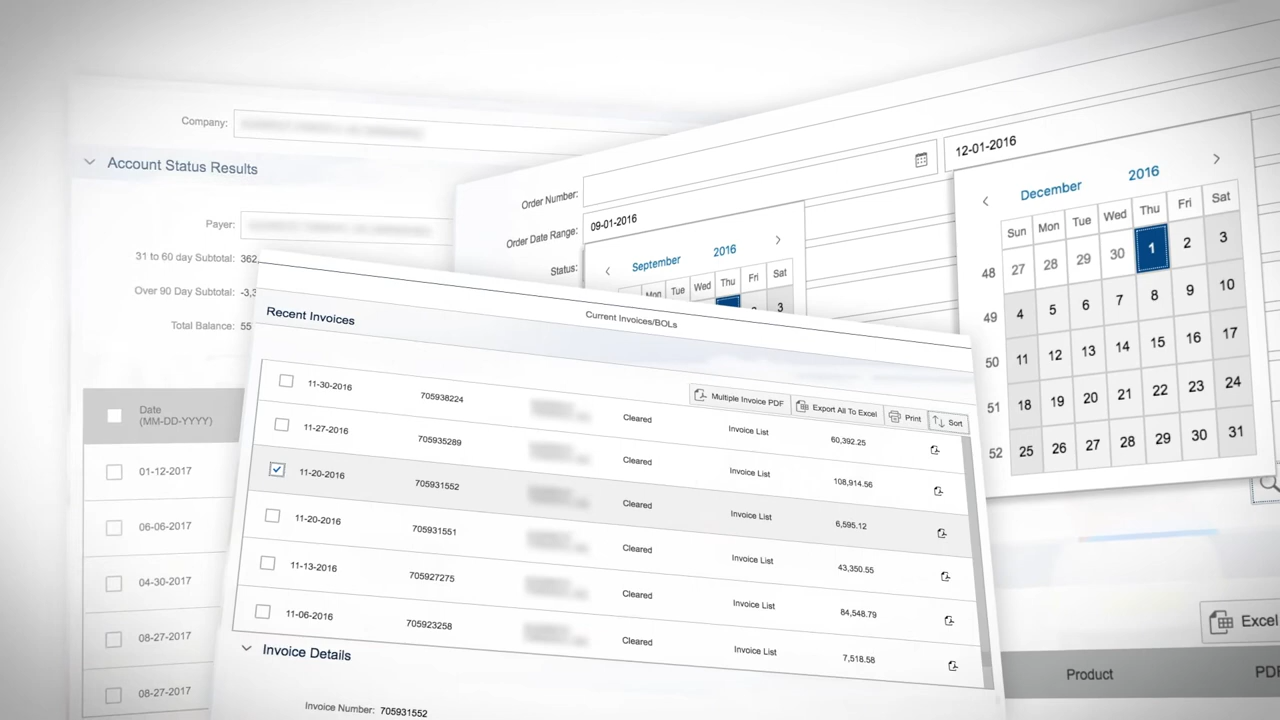 Company:
Account Status Results
Payer:
31 to 60 day Subtotal: 362,
Over 90 Day Subtotal: -3,3
Total Balance: 55
Date
(MM-DD-YYYY)
01-12-2017
06-06-2017
04-30-2017
08-27-2017
08-27-2017
Order Number:
Order Date Range: 09-01-2016
Status:
September 2016
Mon Tue Wed Thu Fri Sat
3
12-01-2016
December 2016
Sun Mon Tue Wed Thu Fri Sat
48 27 28 29 30 1 2 3
49 4 5 6 7 8 9 10
50 11 12 13 14 15 16 17
51 18 19 20 21 22 23 24
52 25 26 27 28 29 30 31
Current Invoices/BOLs
Recent Invoices
Multiple Invoice PDF Export All To Excel Print Sort
11-30-2016 705938224 Cleared Invoice List 60,392.25
11-27-2016 705935289 Cleared Invoice List 108,914.56
11-20-2016 705931552 Cleared Invoice List 6,595.12
11-20-2016 705931551 Cleared Invoice List 43,350.55
11-13-2016 705927275 Cleared Invoice List 84,548.79
11-06-2016 705923258 Cleared Invoice List 7,518.58
Invoice Details
Invoice Number: 705931552
Excel
Product PDF